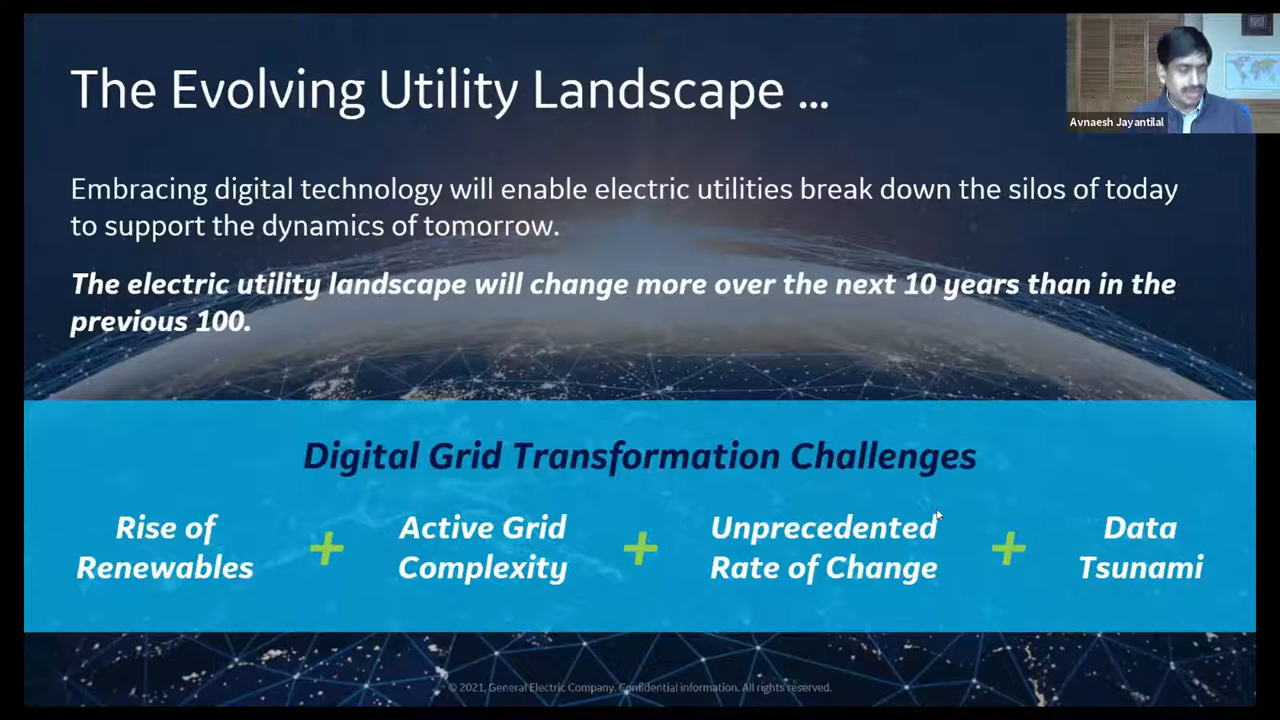 The Evolving Utility Landscape ...
Avnaesh Jayantilal
Embracing digital technology will enable electric utilities break down the silos of today
to support the dynamics of tomorrow.
The electric utility landscape will change more over the next 10 years than in the
previous 100.
Digital Grid Transformation Challenges
Rise of
Renewables
+
Active Grid
Complexity
+
Unprecedented
Rate of Change
+
Data
Tsunami
© 2021, General Electric Company. Confidential information. All rights reserved.